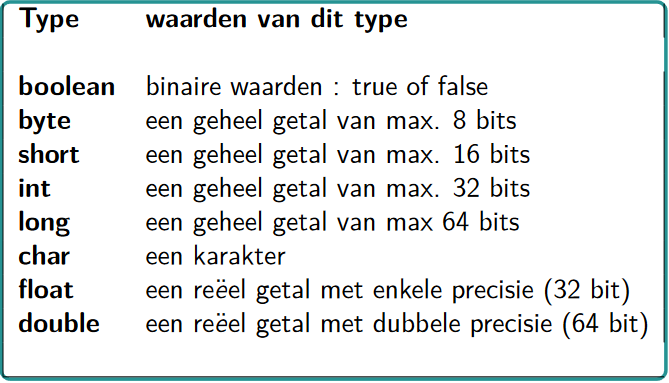 Type waarden van dit type
boolean binaire waarden : true of false
byte een geheel getal van max. 8 bits
short een geheel getal van max. 16 bits
int een geheel getal van max. 32 bits
long een geheel getal van max 64 bits
char een karakter
float een reëel getal met enkele precisie (32 bit)
double een reëel getal met dubbele precisie (64 bit)